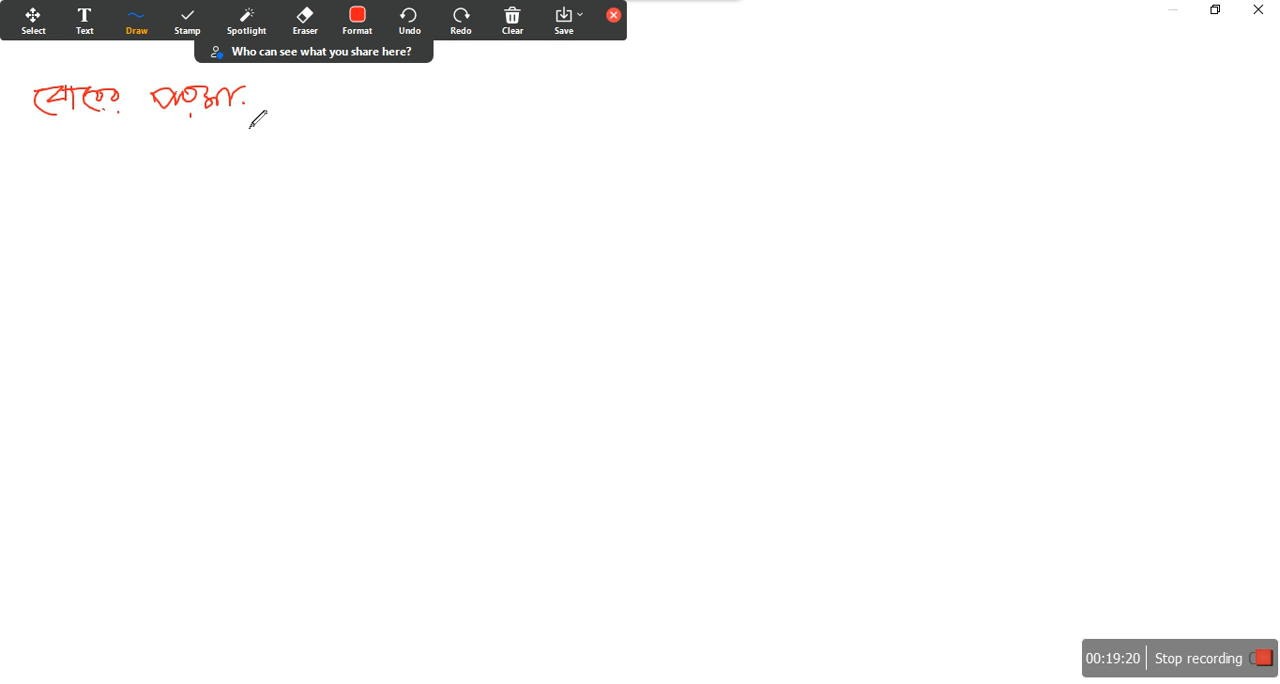 Select Text Draw Stamp Spotlight Eraser Format Undo Redo Clear Save
Who can see what you share here?
বোরের
00:19:20 Stop recording